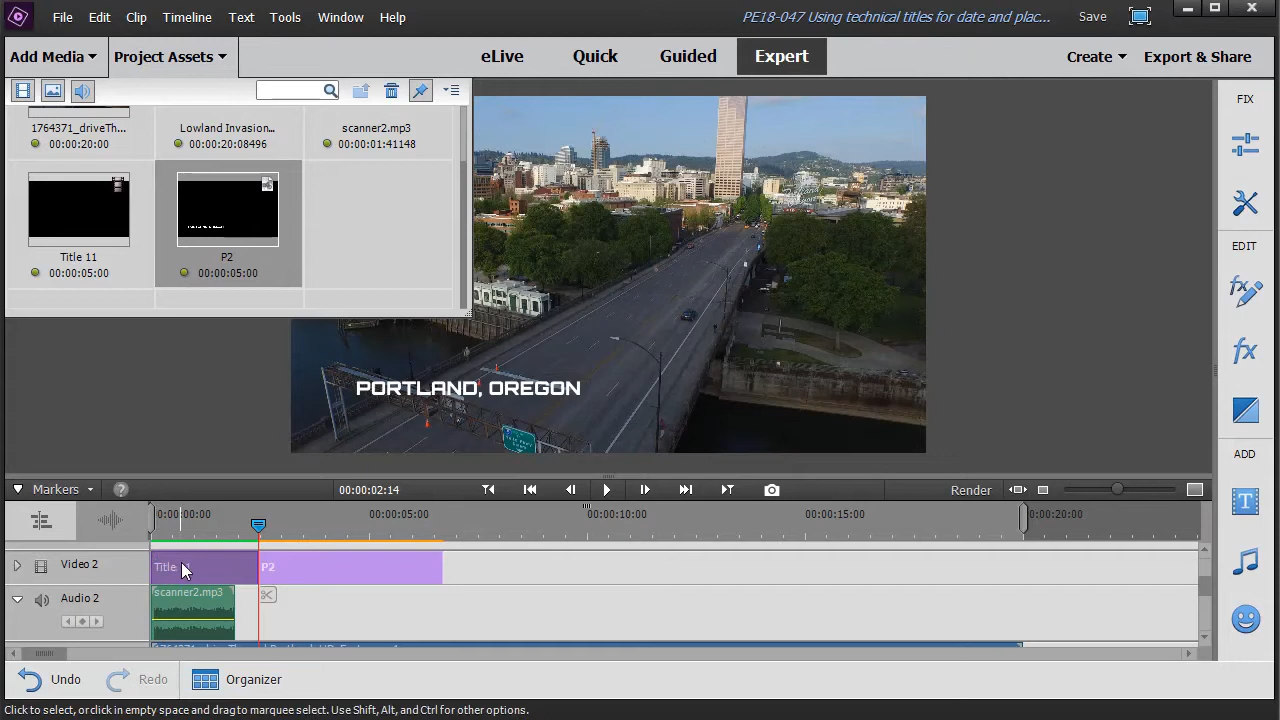 File Edit Clip Timeline Text Tools Window Help PE18-047 Using technical titles for date and plac... Save
Add Media Project Assets eLive Quick Guided Expert Create Export & Share
1764371_driveTh... Lowland Invasion... scanner2.mp3
00:00:20:00 00:00:20:08496 00:00:01:41148
Title 11 P2
00:00:05:00 00:00:05:00
PORTLAND, OREGON
FIX
EDIT
ADD
Markers 00:00:02:14 Render
0:00:00:00 00:00:05:00 00:00:10:00 00:00:15:00 0:00:20:00
Video 2 Title P2
Audio 2 scanner2.mp3
Undo Redo Organizer
Click to select, or click in empty space and drag to marquee select. Use Shift, Alt, and Ctrl for other options.